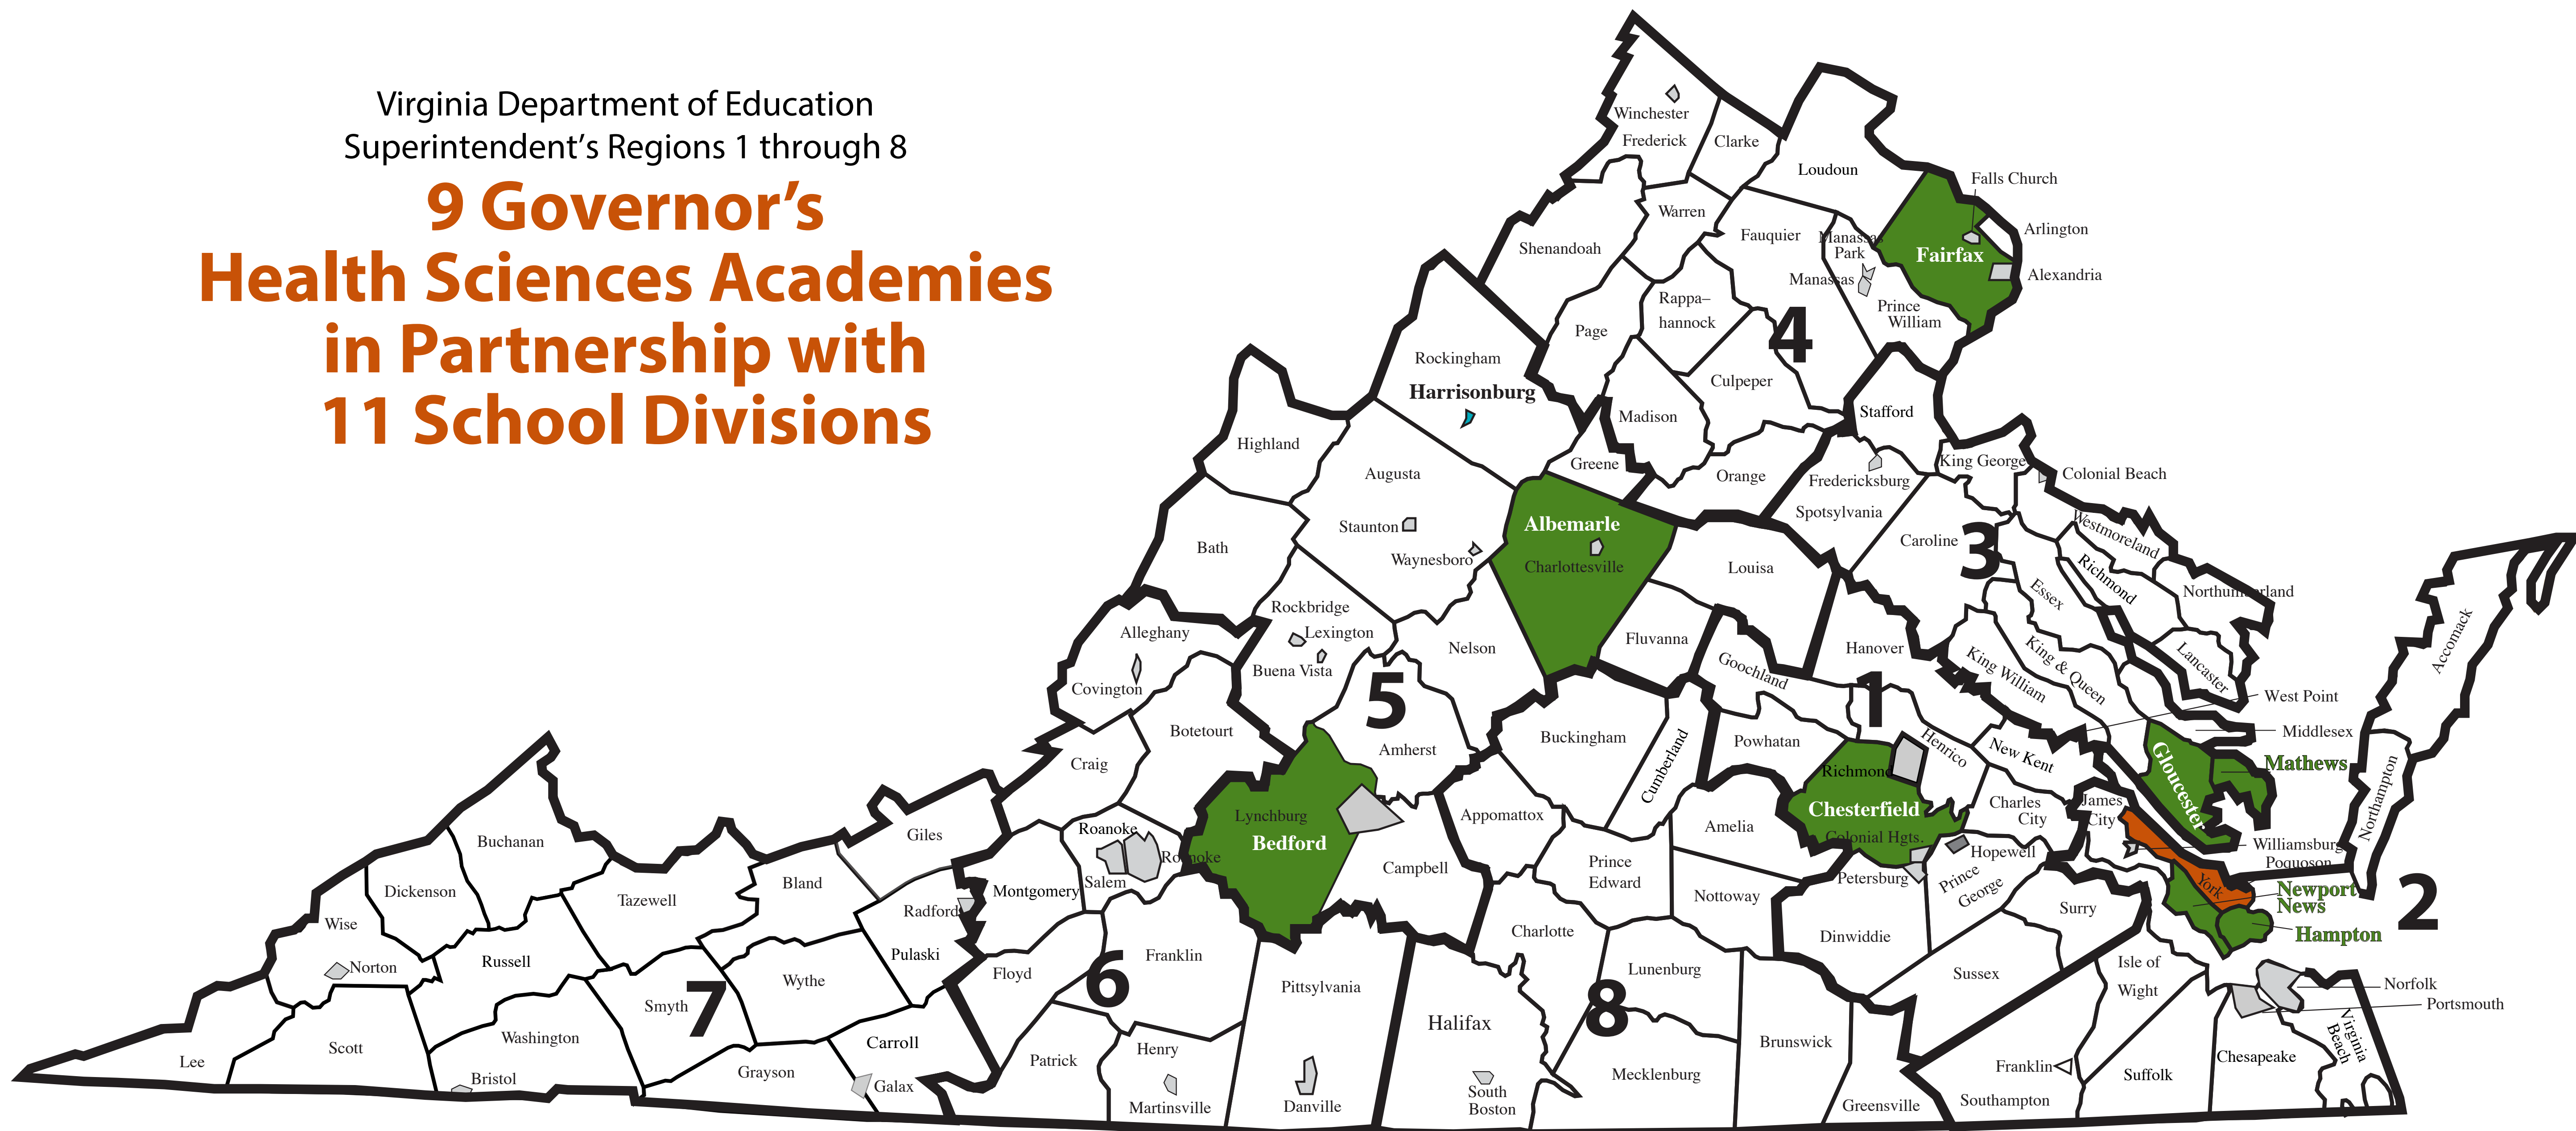 Virginia Department of Education
Superintendent’s Regions 1 through 8
9 Governor’s
Health Sciences Academies
in Partnership with
11 School Divisions
Winchester
Frederick
Clarke
Loudoun
Falls Church
Arlington
Fairfax
Alexandria
Warren
Fauquier
Manassas
Park
Manassas
Shenandoah
Prince
William
Rappa–
hannock
Page
4
Rockingham
Harrisonburg
Culpeper
Madison
Stafford
Highland
Augusta
Greene
Orange
Fredericksburg
King George
Colonial Beach
Spotsylvania
Albemarle
Staunton
Waynesboro
Charlottesville
Bath
Louisa
Caroline
3
Westmoreland
Richmond
Essex
Northumberland
Accomack
Rockbridge
Lexington
Buena Vista
Alleghany
Covington
Nelson
Fluvanna
Goochland
Hanover
King William
King & Queen
Lancaster
West Point
Middlesex
Mathews
Gloucester
Northampton
5
1
Botetourt
Craig
Amherst
Buckingham
Cumberland
Powhatan
Richmond
Henrico
New Kent
Chesterfield
Colonial Hgts.
Charles
City
James
City
Williamsburg
Poquoson
York
Newport
News
Hampton
2
Lynchburg
Bedford
Appomattox
Amelia
Hopewell
Petersburg
Prince
George
Surry
Buchanan
Giles
Roanoke
Roanoke
Salem
Campbell
Prince
Edward
Nottoway
Dickenson
Tazewell
Bland
Radford
Montgomery
Wise
Norton
Russell
Pulaski
Wythe
Floyd
Franklin
6
Charlotte
Dinwiddie
Sussex
Isle of
Wight
Norfolk
Portsmouth
Smyth
7
Pittsylvania
Halifax
Lunenburg
8
Brunswick
Virginia
Beach
Lee
Scott
Washington
Bristol
Grayson
Carroll
Galax
Patrick
Henry
Martinsville
Danville
South
Boston
Mecklenburg
Greensville
Southampton
Franklin
Suffolk
Chesapeake